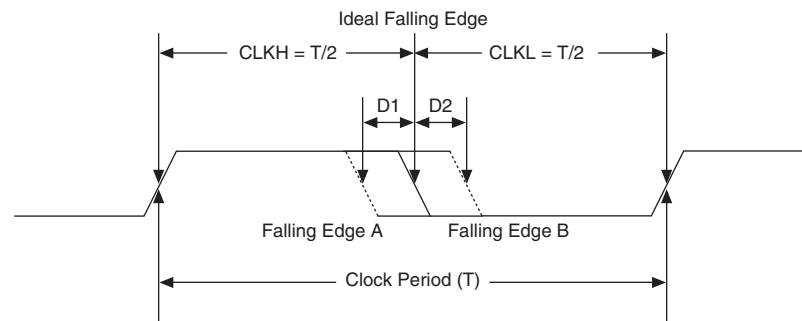 Ideal Falling Edge
CLKH = T/2
CLKL = T/2
D1
D2
Falling Edge A
Falling Edge B
Clock Period (T)